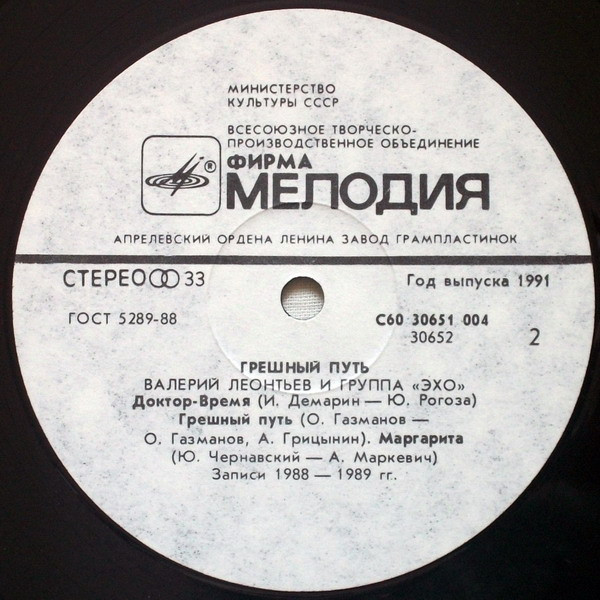 МИНИСТЕРСТВО
КУЛЬТУРЫ СССР
ВСЕСОЮЗНОЕ ТВОРЧЕСКО-
ПРОИЗВОДСТВЕННОЕ ОБЪЕДИНЕНИЕ
ФИРМА
®
МЕЛОДИЯ
АПРЕЛЕВСКИЙ ОРДЕНА ЛЕНИНА ЗАВОД ГРАМПЛАСТИНОК
СТЕРЕО 33
Год выпуска 1991
ГОСТ 5289-88
С60 30651 004
30652
2
ГРЕШНЫЙ ПУТЬ
ВАЛЕРИЙ ЛЕОНТЬЕВ И ГРУППА «ЭХО»
Доктор-Время (И. Демарин — Ю. Рогоза)
Грешный путь (О. Газманов —
О. Газманов, А. Грицынин). Маргарита
(Ю. Чернавский — А. Маркевич)
Записи 1988 — 1989 гг.